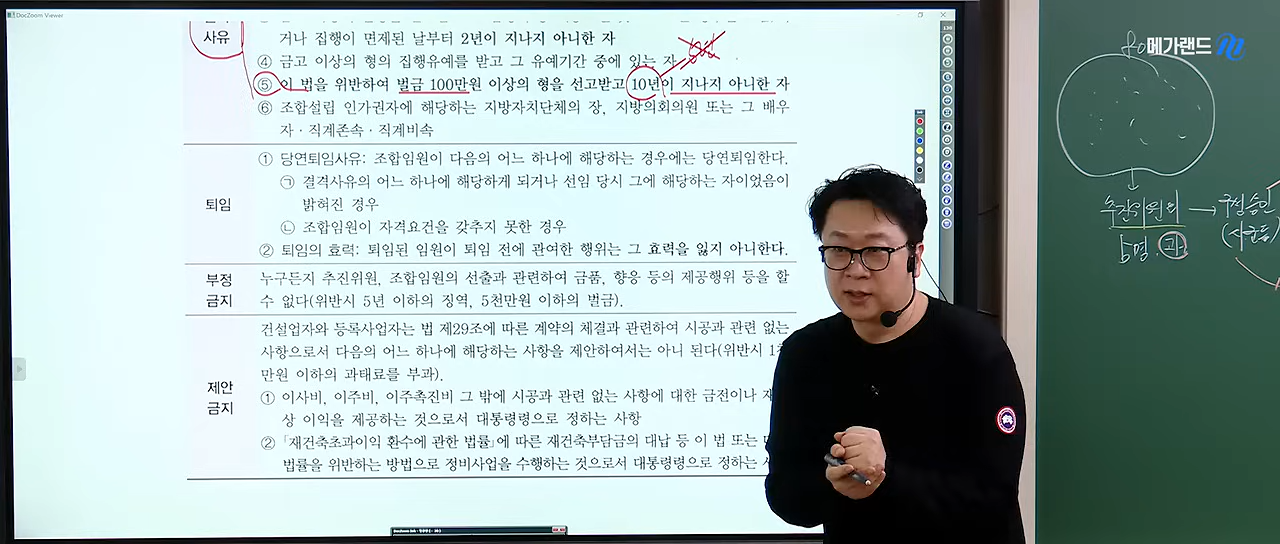 DocZoom Viewer
사유
거나 집행이 면제된 날부터 2년이 지나지 아니한 자
④ 금고 이상의 형의 집행유예를 받고 그 유예기간 중에 있는 자
⑤ 이 법을 위반하여 벌금 100만원 이상의 형을 선고받고 10년이 지나지 아니한 자
⑥ 조합설립 인가권자에 해당하는 지방자치단체의 장, 지방의회의원 또는 그 배우
자·직계존속·직계비속
퇴임
① 당연퇴임사유: 조합임원이 다음의 어느 하나에 해당하는 경우에는 당연퇴임한다.
㉠ 결격사유의 어느 하나에 해당하게 되거나 선임 당시 그에 해당하는 자이었음이
밝혀진 경우
㉡ 조합임원이 자격요건을 갖추지 못한 경우
② 퇴임의 효력: 퇴임된 임원이 퇴임 전에 관여한 행위는 그 효력을 잃지 아니한다.
부정
금지
누구든지 추진위원, 조합임원의 선출과 관련하여 금품, 향응 등의 제공행위 등을 할
수 없다(위반시 5년 이하의 징역, 5천만원 이하의 벌금).
제안
금지
건설업자와 등록사업자는 법 제29조에 따른 계약의 체결과 관련하여 시공과 관련 없는
사항으로서 다음의 어느 하나에 해당하는 사항을 제안하여서는 아니 된다(위반시 1천
만원 이하의 과태료를 부과).
① 이사비, 이주비, 이주촉진비 그 밖에 시공과 관련 없는 사항에 대한 금전이나
상 이익을 제공하는 것으로서 대통령령으로 정하는 사항
② 「재건축초과이익 환수에 관한 법률」에 따른 재건축부담금의 대납 등 이 법 또는
법률을 위반하는 방법으로 정비사업을 수행하는 것으로서 대통령령으로 정하는
메가랜드
추진위원회 → 구청승인
5명 과